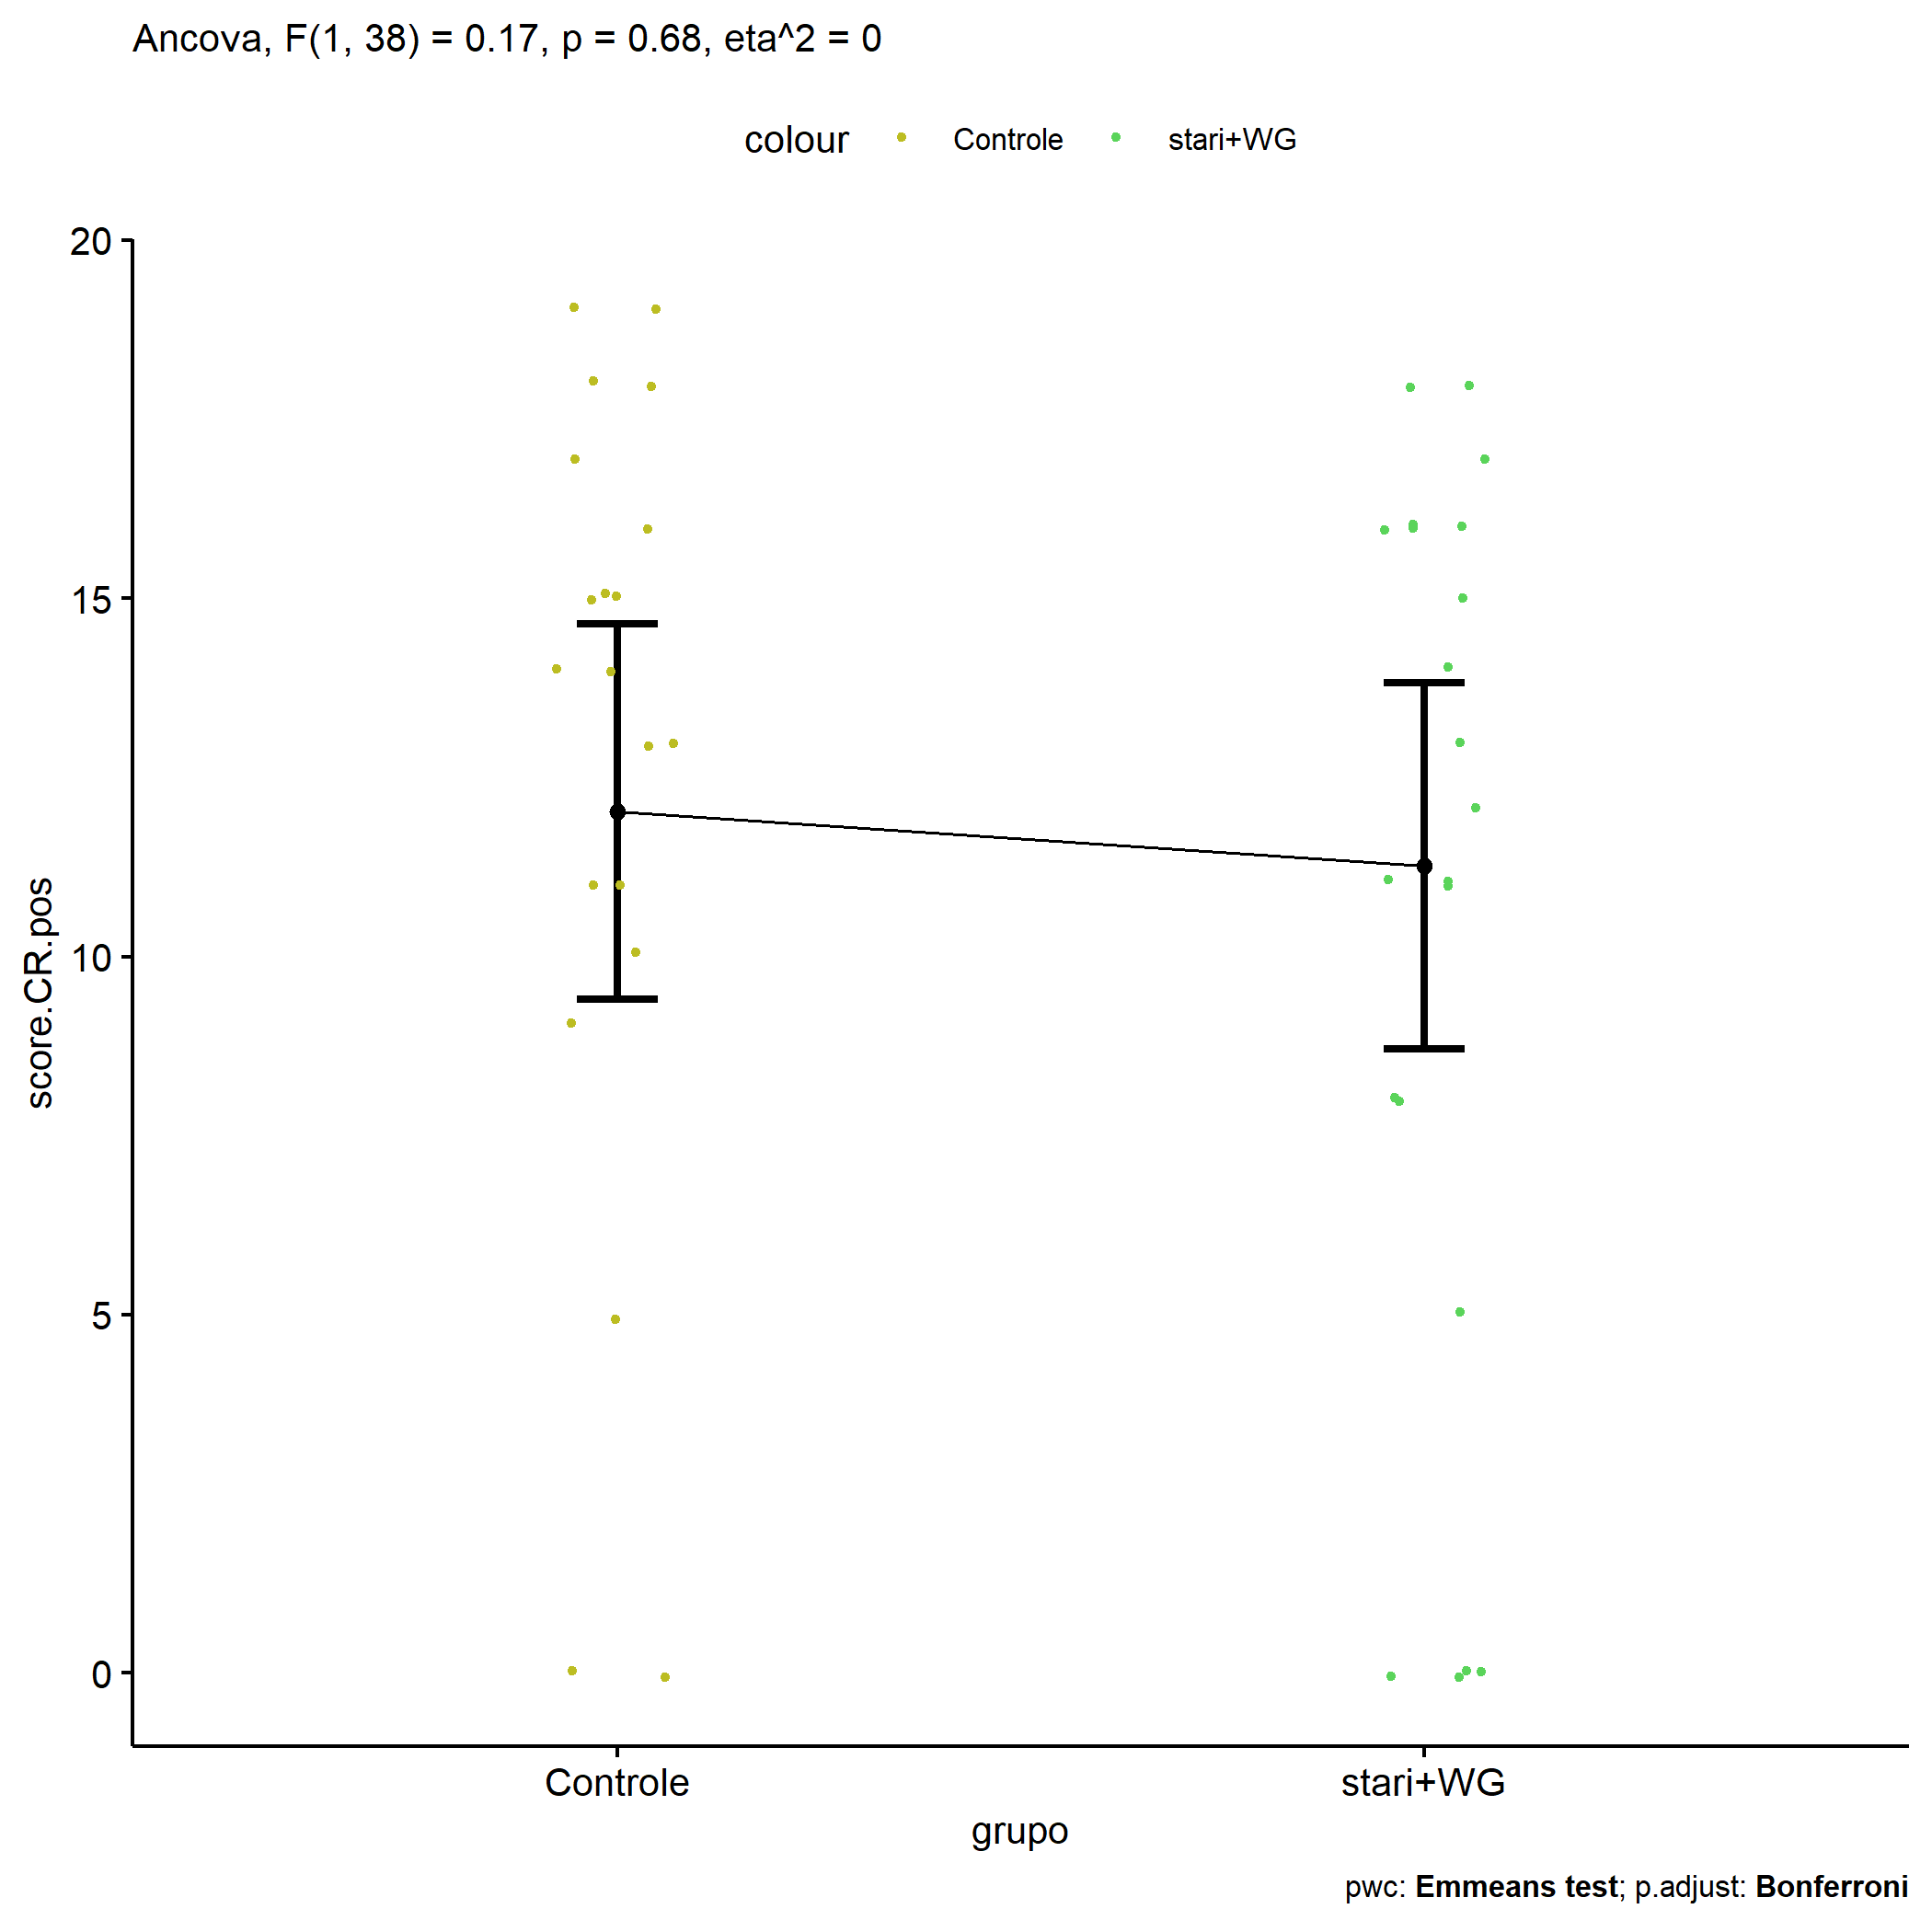 Ancova, F(1, 38) = 0.17, p = 0.68, eta^2 = 0
colour Controle stari+WG
20
15
10
5
0
score.CR.pos
Controle stari+WG
grupo
pwc: Emmeans test; p.adjust: Bonferroni